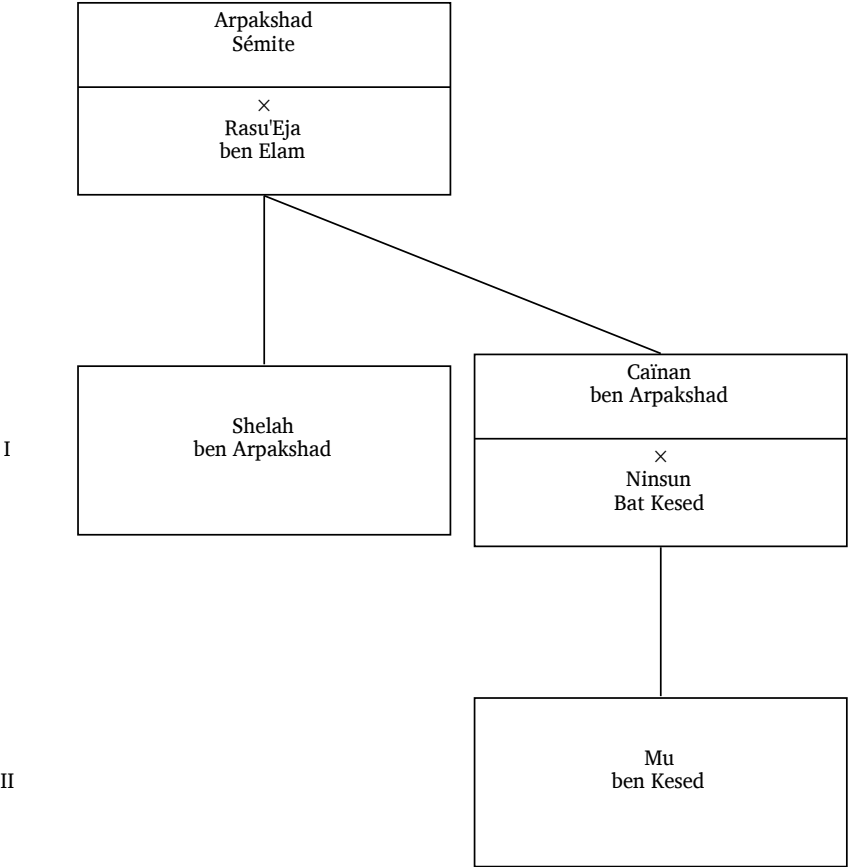 Arpakshad
Sémite
×
Rasu'Eja
ben Elam
I
Shelah
ben Arpakshad
Caïnan
ben Arpakshad
×
Ninsun
Bat Kesed
II
Mu
ben Kesed